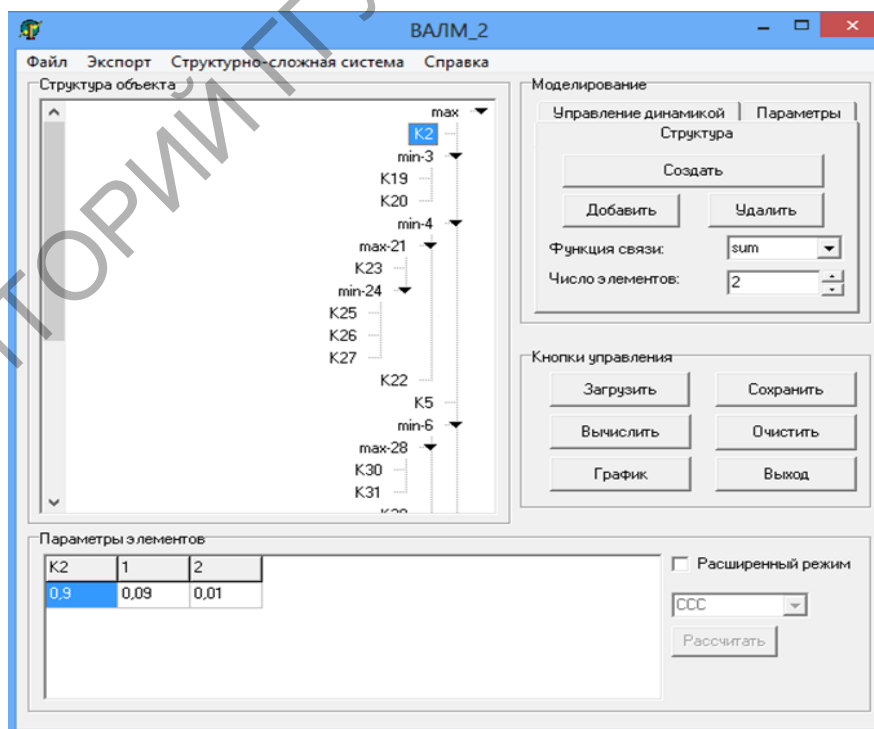 ВАЛМ_2
Файл Экспорт Структурно-сложная система Справка
Структура объекта
max
K2
min-3
K19
K20
min-4
max-21
K23
min-24
K25
K26
K27
K22
K5
min-6
max-28
K30
K31
Моделирование
Управление динамикой Параметры
Структура
Создать
Добавить Удалить
Функция связи: sum
Число элементов: 2
Кнопки управления
Загрузить Сохранить
Вычислить Очистить
График Выход
Параметры элементов
K2 1 2
0,9 0,09 0,01
Расширенный режим
ССС
Рассчитать